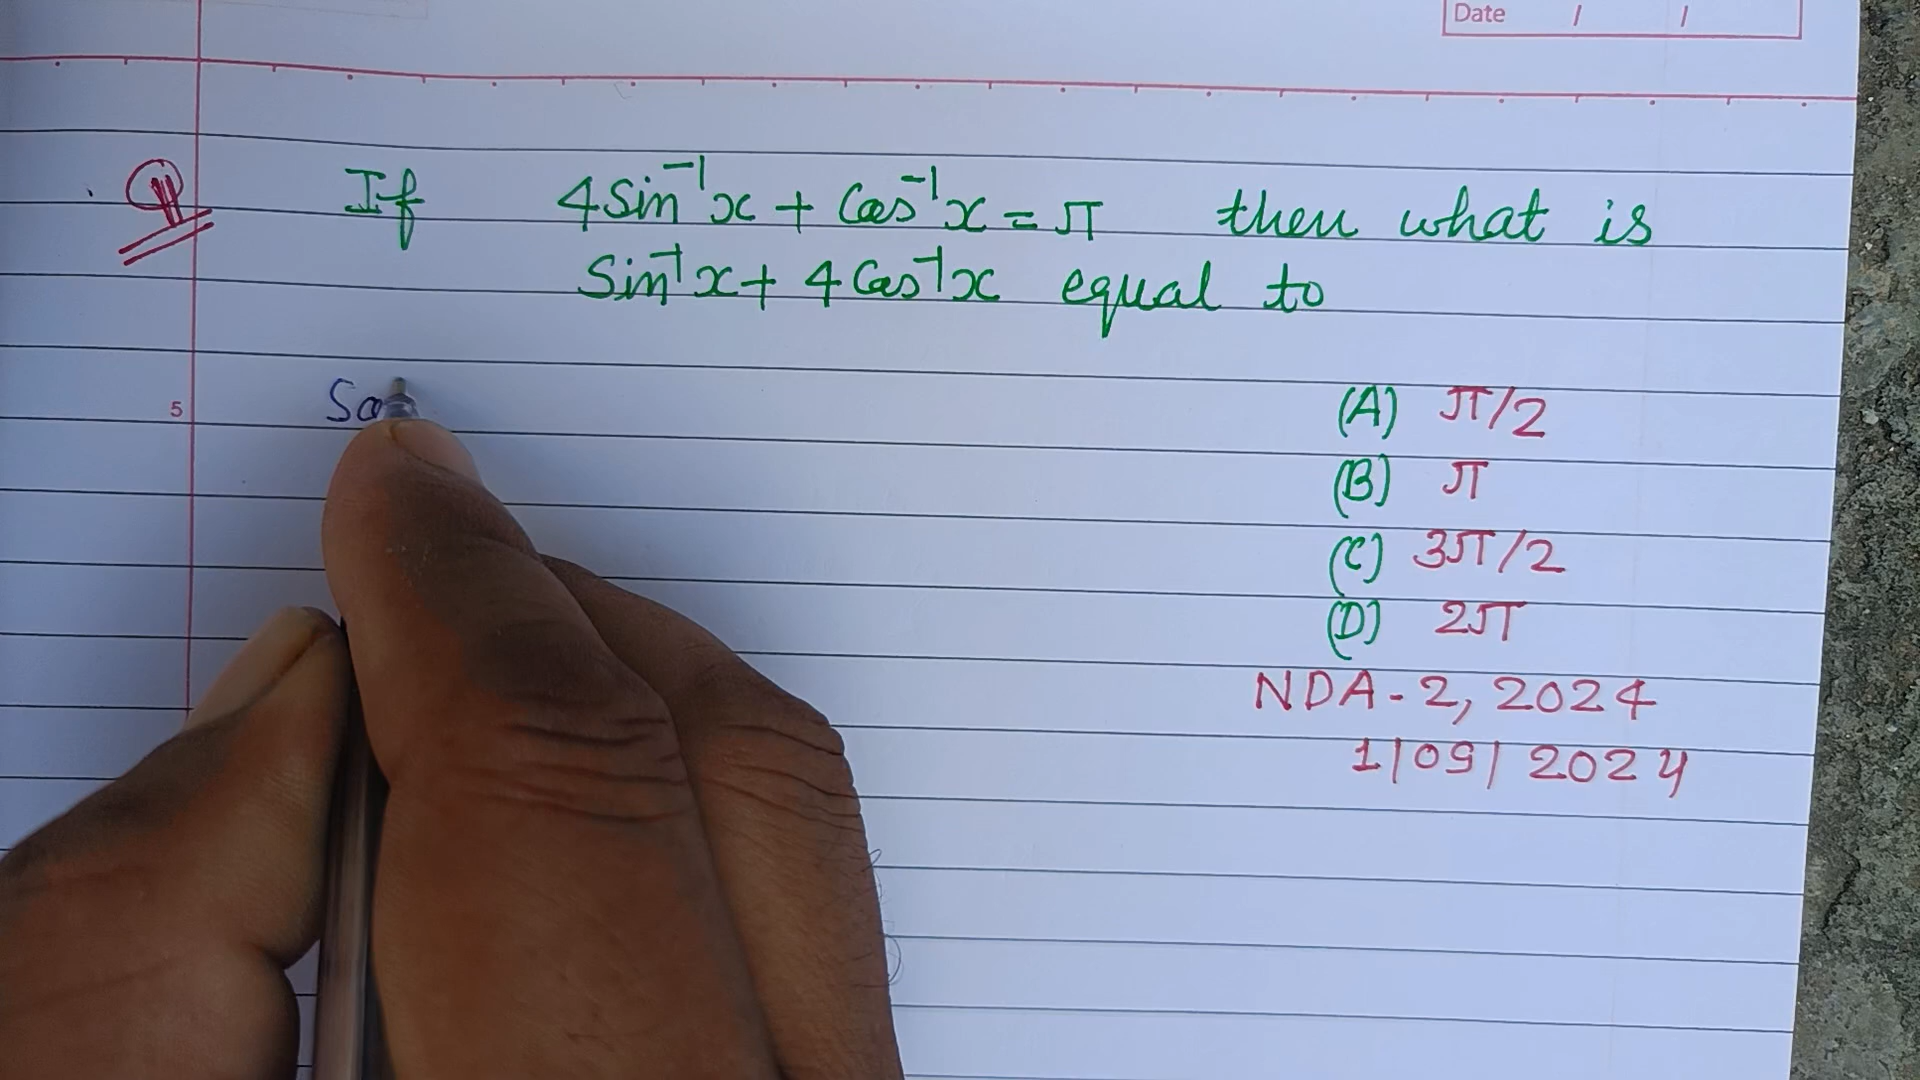 Date / /
Q If 4Sin⁻¹x + Cos⁻¹x = π then what is
Sin⁻¹x + 4Cos⁻¹x equal to
5
So
(A) π/2
(B) π
(C) 3π/2
(D) 2π
NDA-2, 2024
1/09/2024